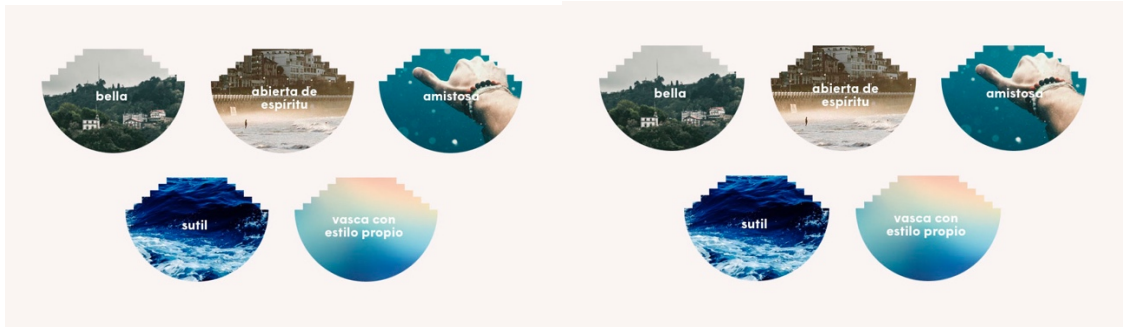 bella
abierta de
espíritu
amistosa
sutil
vasca con
estilo propio
bella
abierta de
espíritu
amistosa
sutil
vasca con
estilo propio